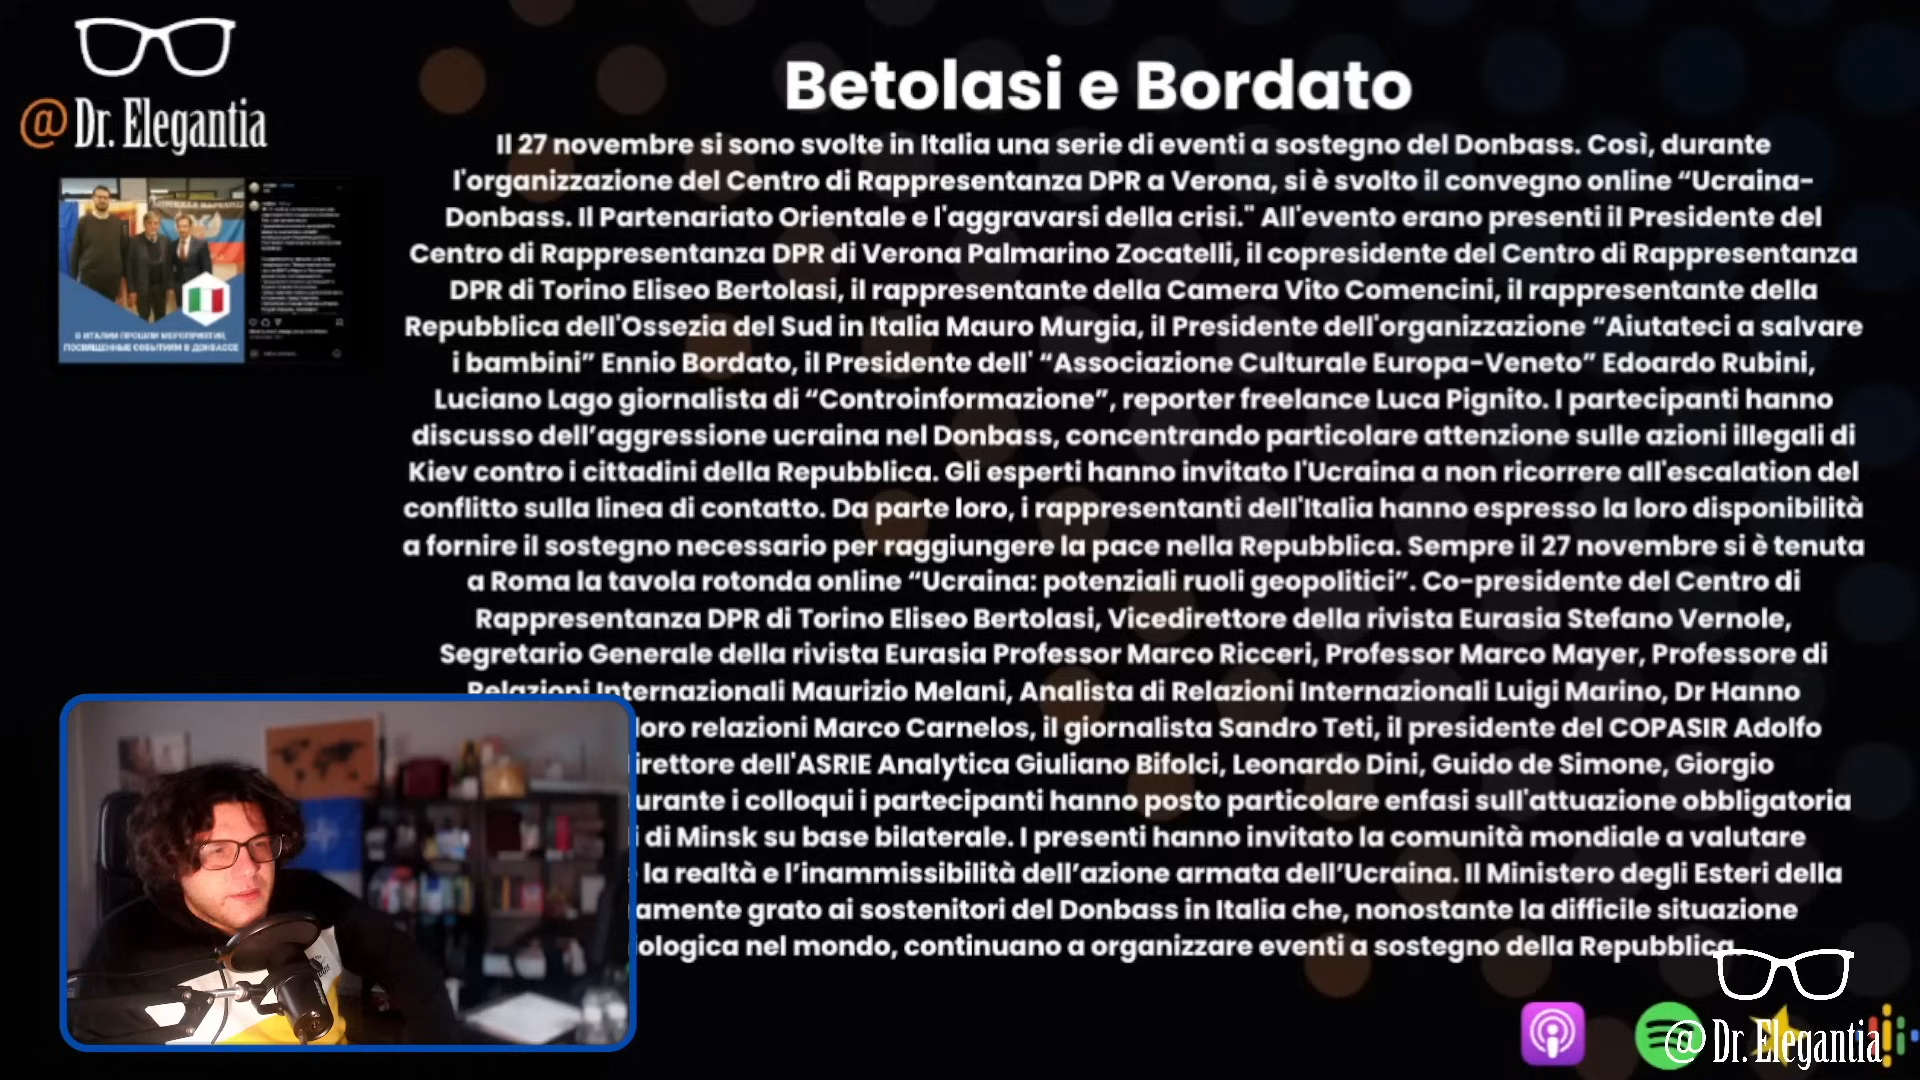 @ Dr. Elegantia
Betolasi e Bordato
Il 27 novembre si sono svolte in Italia una serie di eventi a sostegno del Donbass. Così, durante
l'organizzazione del Centro di Rappresentanza DPR a Verona, si è svolto il convegno online “Ucraina-
Donbass. Il Partenariato Orientale e l'aggravarsi della crisi." All'evento erano presenti il Presidente del
Centro di Rappresentanza DPR di Verona Palmarino Zocatelli, il copresidente del Centro di Rappresentanza
DPR di Torino Eliseo Bertolasi, il rappresentante della Camera Vito Comencini, il rappresentante della
Repubblica dell'Ossezia del Sud in Italia Mauro Murgia, il Presidente dell'organizzazione “Aiutateci a salvare
i bambini” Ennio Bordato, il Presidente dell' “Associazione Culturale Europa-Veneto” Edoardo Rubini,
Luciano Lago giornalista di “Controinformazione”, reporter freelance Luca Pignito. I partecipanti hanno
discusso dell’aggressione ucraina nel Donbass, concentrando particolare attenzione sulle azioni illegali di
Kiev contro i cittadini della Repubblica. Gli esperti hanno invitato l'Ucraina a non ricorrere all'escalation del
conflitto sulla linea di contatto. Da parte loro, i rappresentanti dell'Italia hanno espresso la loro disponibilità
a fornire il sostegno necessario per raggiungere la pace nella Repubblica. Sempre il 27 novembre si è tenuta
a Roma la tavola rotonda online “Ucraina: potenziali ruoli geopolitici”. Co-presidente del Centro di
Rappresentanza DPR di Torino Eliseo Bertolasi, Vicedirettore della rivista Eurasia Stefano Vernole,
Segretario Generale della rivista Eurasia Professor Marco Ricceri, Professor Marco Mayer, Professore di
Relazioni Internazionali Maurizio Melani, Analista di Relazioni Internazionali Luigi Marino, Dr Hanno
loro relazioni Marco Carnelos, il giornalista Sandro Teti, il presidente del COPASIR Adolfo
irettore dell'ASRIE Analytica Giuliano Bifolci, Leonardo Dini, Guido de Simone, Giorgio
urante i colloqui i partecipanti hanno posto particolare enfasi sull'attuazione obbligatoria
i di Minsk su base bilaterale. I presenti hanno invitato la comunità mondiale a valutare
la realtà e l’inammissibilità dell’azione armata dell’Ucraina. Il Ministero degli Esteri della
amente grato ai sostenitori del Donbass in Italia che, nonostante la difficile situazione
ologica nel mondo, continuano a organizzare eventi a sostegno della Repubblica
В ИТАЛИИ ПРОШЛИ МЕРОПРИЯТИЯ,
ПОСВЯЩЕННЫЕ СОБЫТИЯМ В ДОНБАССЕ
@ Dr. Elegantia